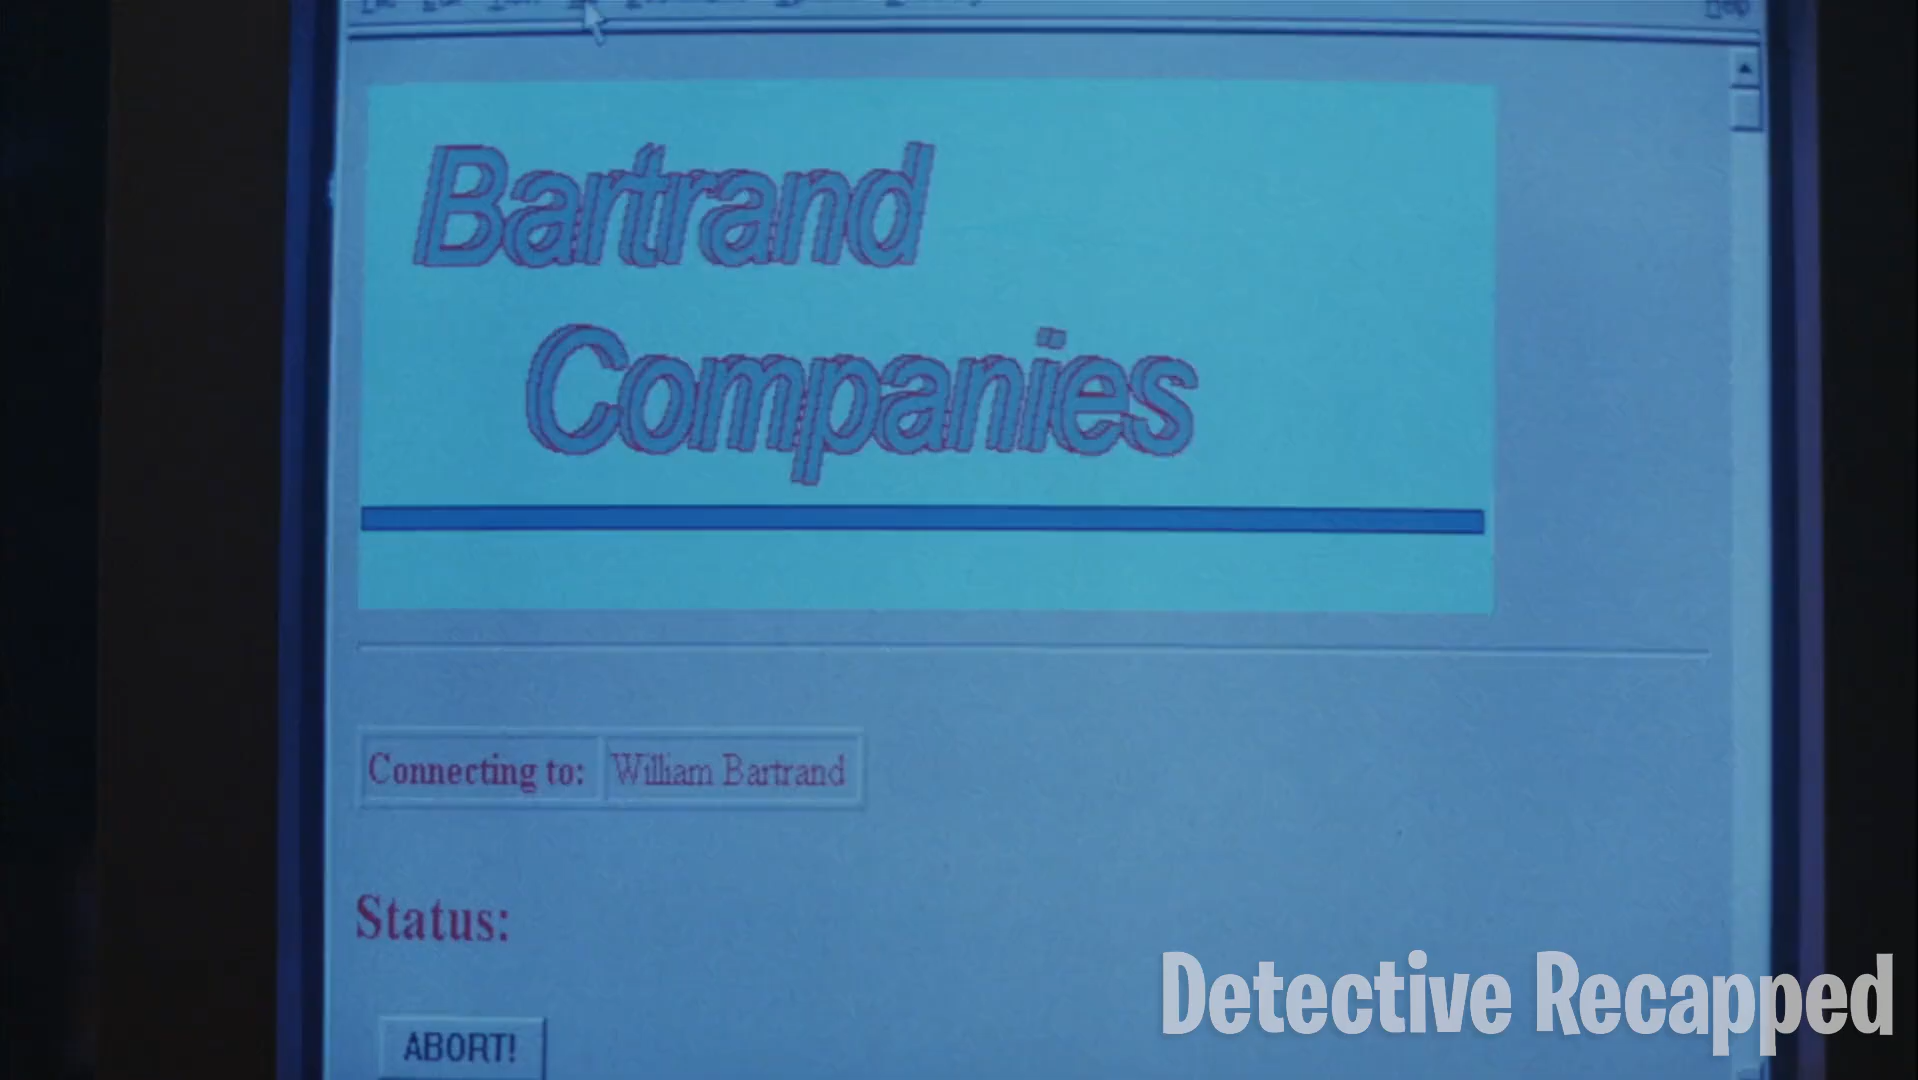 Bartrand
Companies
Connecting to: William Bartrand
Status:
ABORT!
Detective Recapped